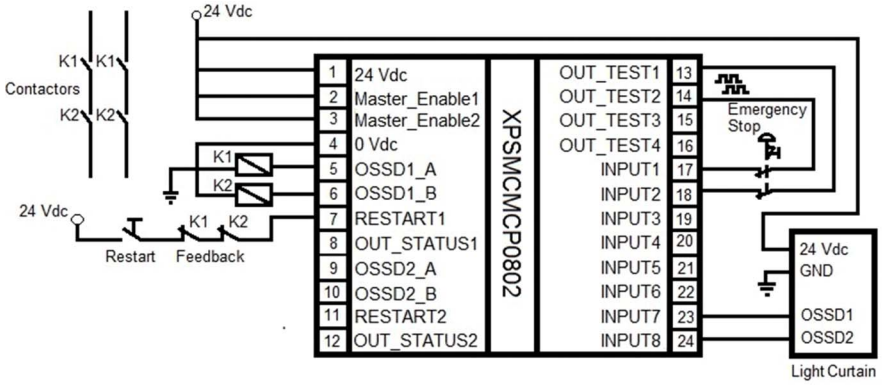 24 Vdc
K1 K1
Contactors
K2 K2
24 Vdc
Restart
K1 K2
Feedback
K1
K2
1 24 Vdc
2 Master_Enable1
3 Master_Enable2
4 0 Vdc
5 OSSD1_A
6 OSSD1_B
7 RESTART1
8 OUT_STATUS1
9 OSSD2_A
10 OSSD2_B
11 RESTART2
12 OUT_STATUS2
XPSMCMCP0802
OUT_TEST1 13
OUT_TEST2 14
OUT_TEST3 15
OUT_TEST4 16
INPUT1 17
INPUT2 18
INPUT3 19
INPUT4 20
INPUT5 21
INPUT6 22
INPUT7 23
INPUT8 24
Emergency
Stop
24 Vdc
GND
OSSD1
OSSD2
Light Curtain